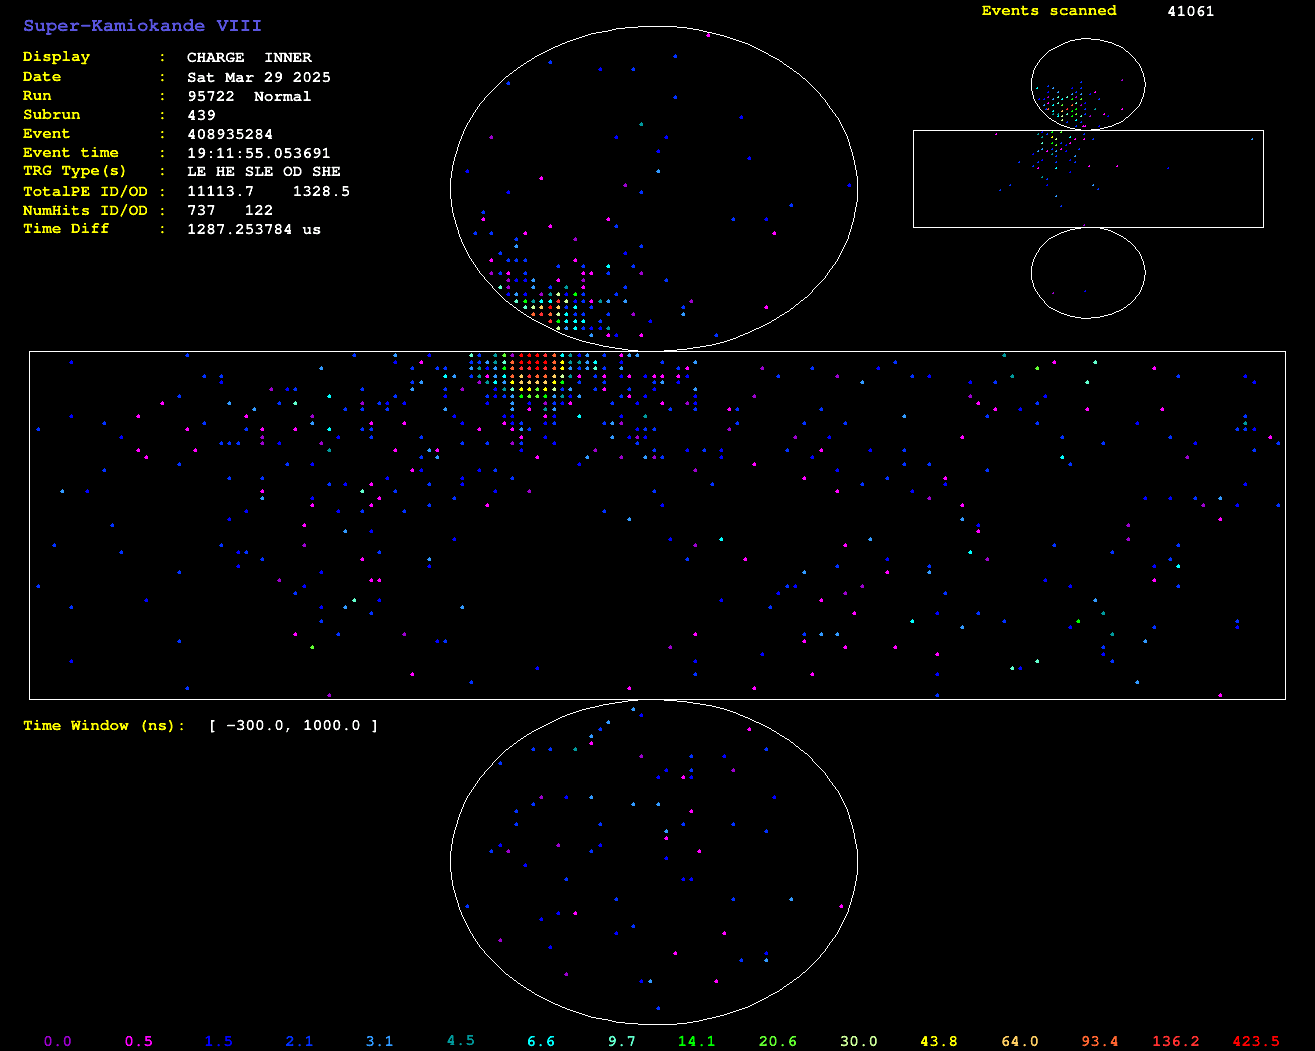 Super-Kamiokande VIII
Events scanned 41061
Display : CHARGE INNER
Date : Sat Mar 29 2025
Run : 95722 Normal
Subrun : 439
Event : 408935284
Event time : 19:11:55.053691
TRG Type(s) : LE HE SLE OD SHE
TotalPE ID/OD : 11113.7 1328.5
NumHits ID/OD : 737 122
Time Diff : 1287.253784 us
Time Window (ns): [ -300.0, 1000.0 ]
0.0 0.5 1.5 2.1 3.1 4.5 6.6 9.7 14.1 20.6 30.0 43.8 64.0 93.4 136.2 423.5